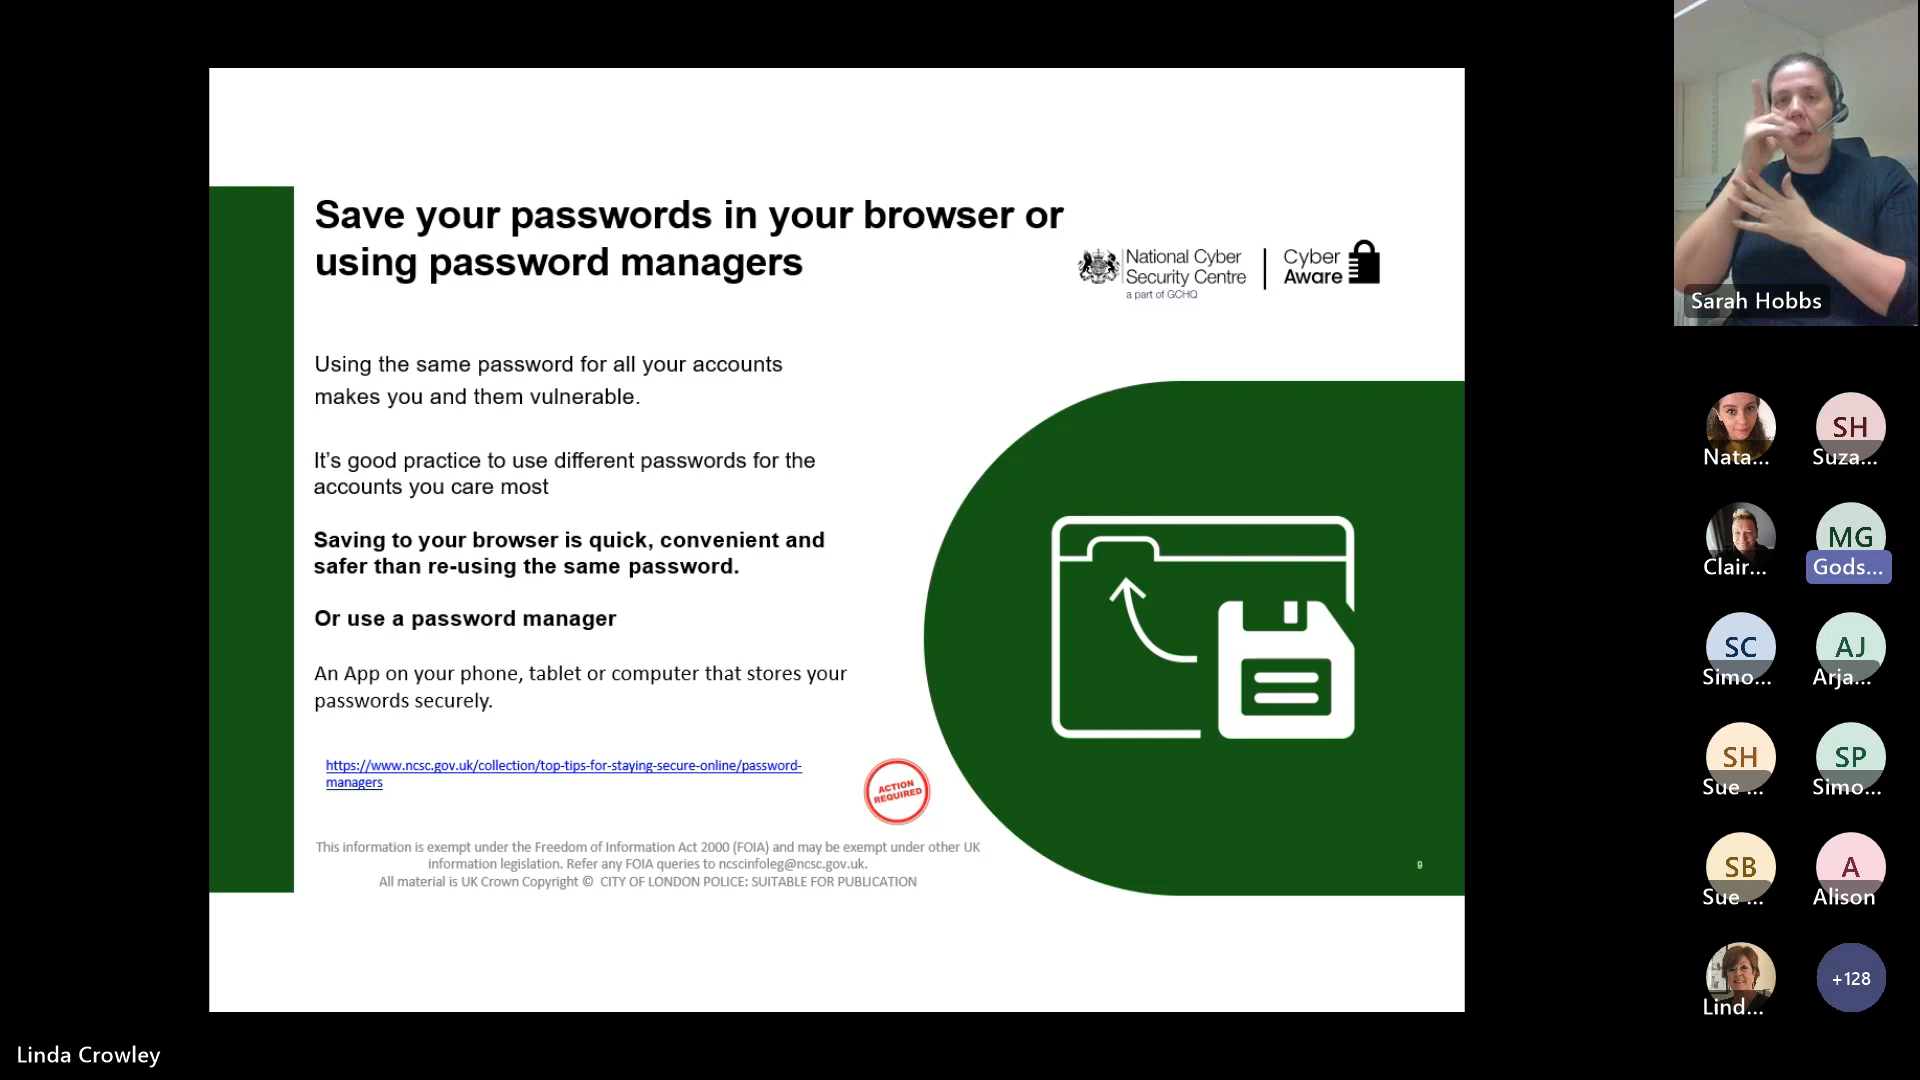 Save your passwords in your browser or
using password managers
National Cyber
Security Centre
a part of GCHQ
Cyber
Aware
Using the same password for all your accounts
makes you and them vulnerable.
It's good practice to use different passwords for the
accounts you care most
Saving to your browser is quick, convenient and
safer than re-using the same password.
Or use a password manager
An App on your phone, tablet or computer that stores your
passwords securely.
https://www.ncsc.gov.uk/collection/top-tips-for-staying-secure-online/password-
managers
ACTION
REQUIRED
This information is exempt under the Freedom of Information Act 2000 (FOIA) and may be exempt under other UK
information legislation. Refer any FOIA queries to ncscinfoleg@ncsc.gov.uk.
All material is UK Crown Copyright © CITY OF LONDON POLICE: SUITABLE FOR PUBLICATION
9
Sarah Hobbs
Nata...
SH
Suza...
Clair...
MG
Gods...
SC
Simo...
AJ
Arja...
SH
Sue ...
SP
Simo...
SB
Sue ...
A
Alison
Lind...
+128
Linda Crowley